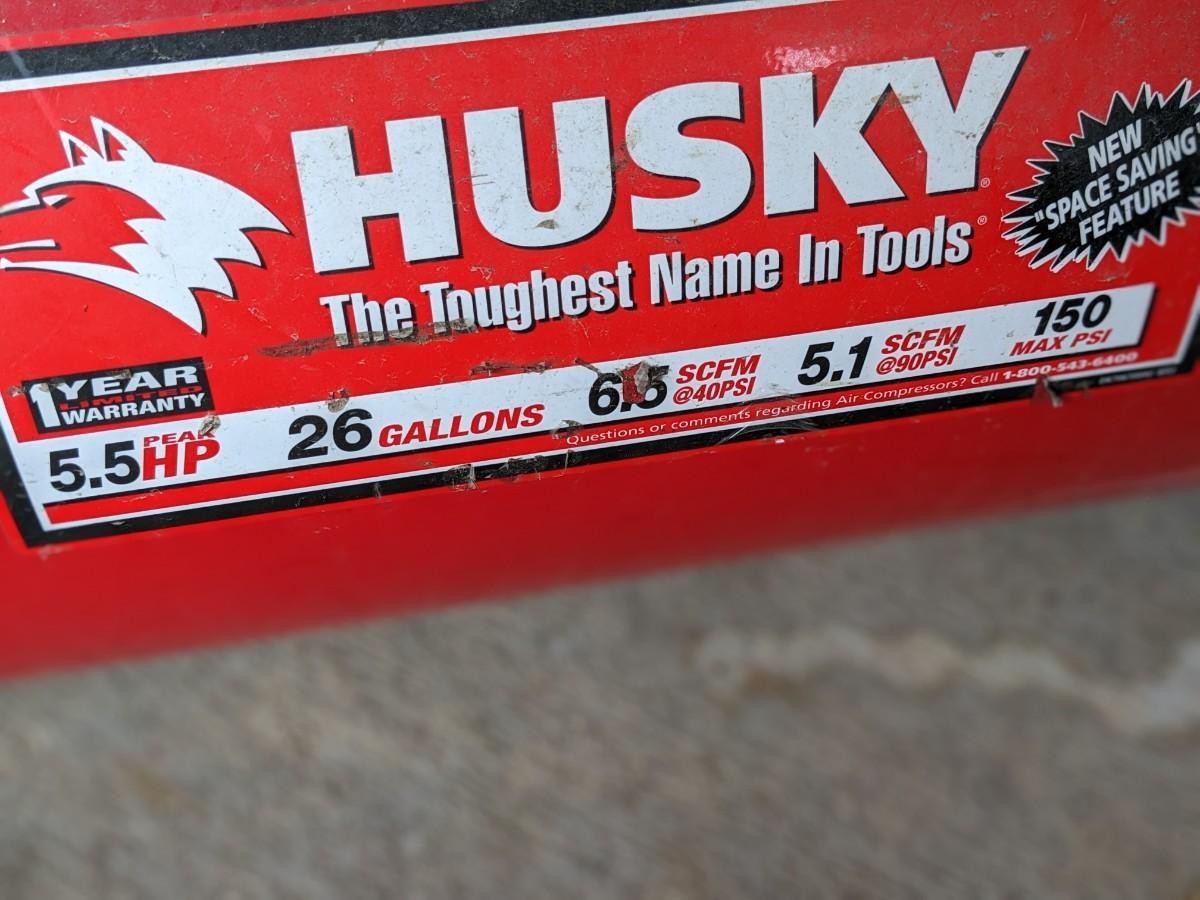 HUSKY®
The Toughest Name In Tools®
NEW
"SPACE SAVING
FEATURE
1 YEAR
LIMITED
WARRANTY
5.5 PEAK HP
26 GALLONS
SCFM @40PSI
5.1 SCFM @90PSI
150 MAX PSI
Questions or comments regarding Air Compressors? Call 1-800-543-6400